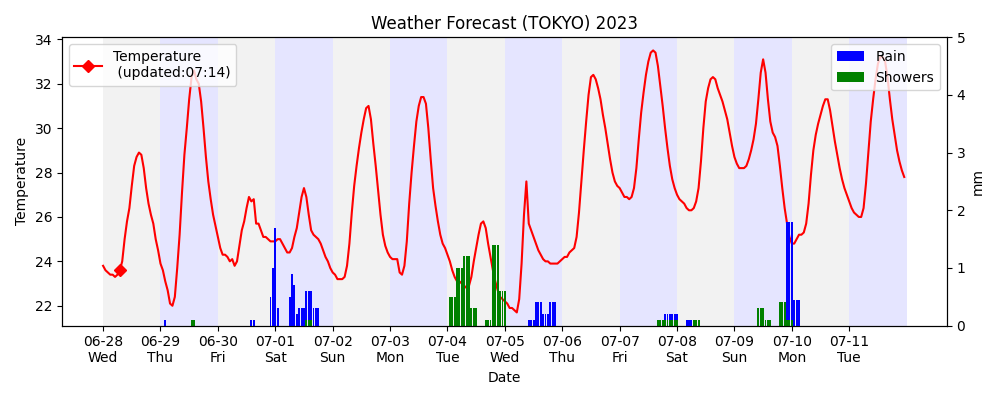 Weather Forecast (TOKYO) 2023
Temperature
(updated:07:14)
Rain
Showers
34
32
30
28
26
24
22
Temperature
5
4
3
2
1
0
mm
06-28 06-29 06-30 07-01 07-02 07-03 07-04 07-05 07-06 07-07 07-08 07-09 07-10 07-11
Wed Thu Fri Sat Sun Mon Tue Wed Thu Fri Sat Sun Mon Tue
Date